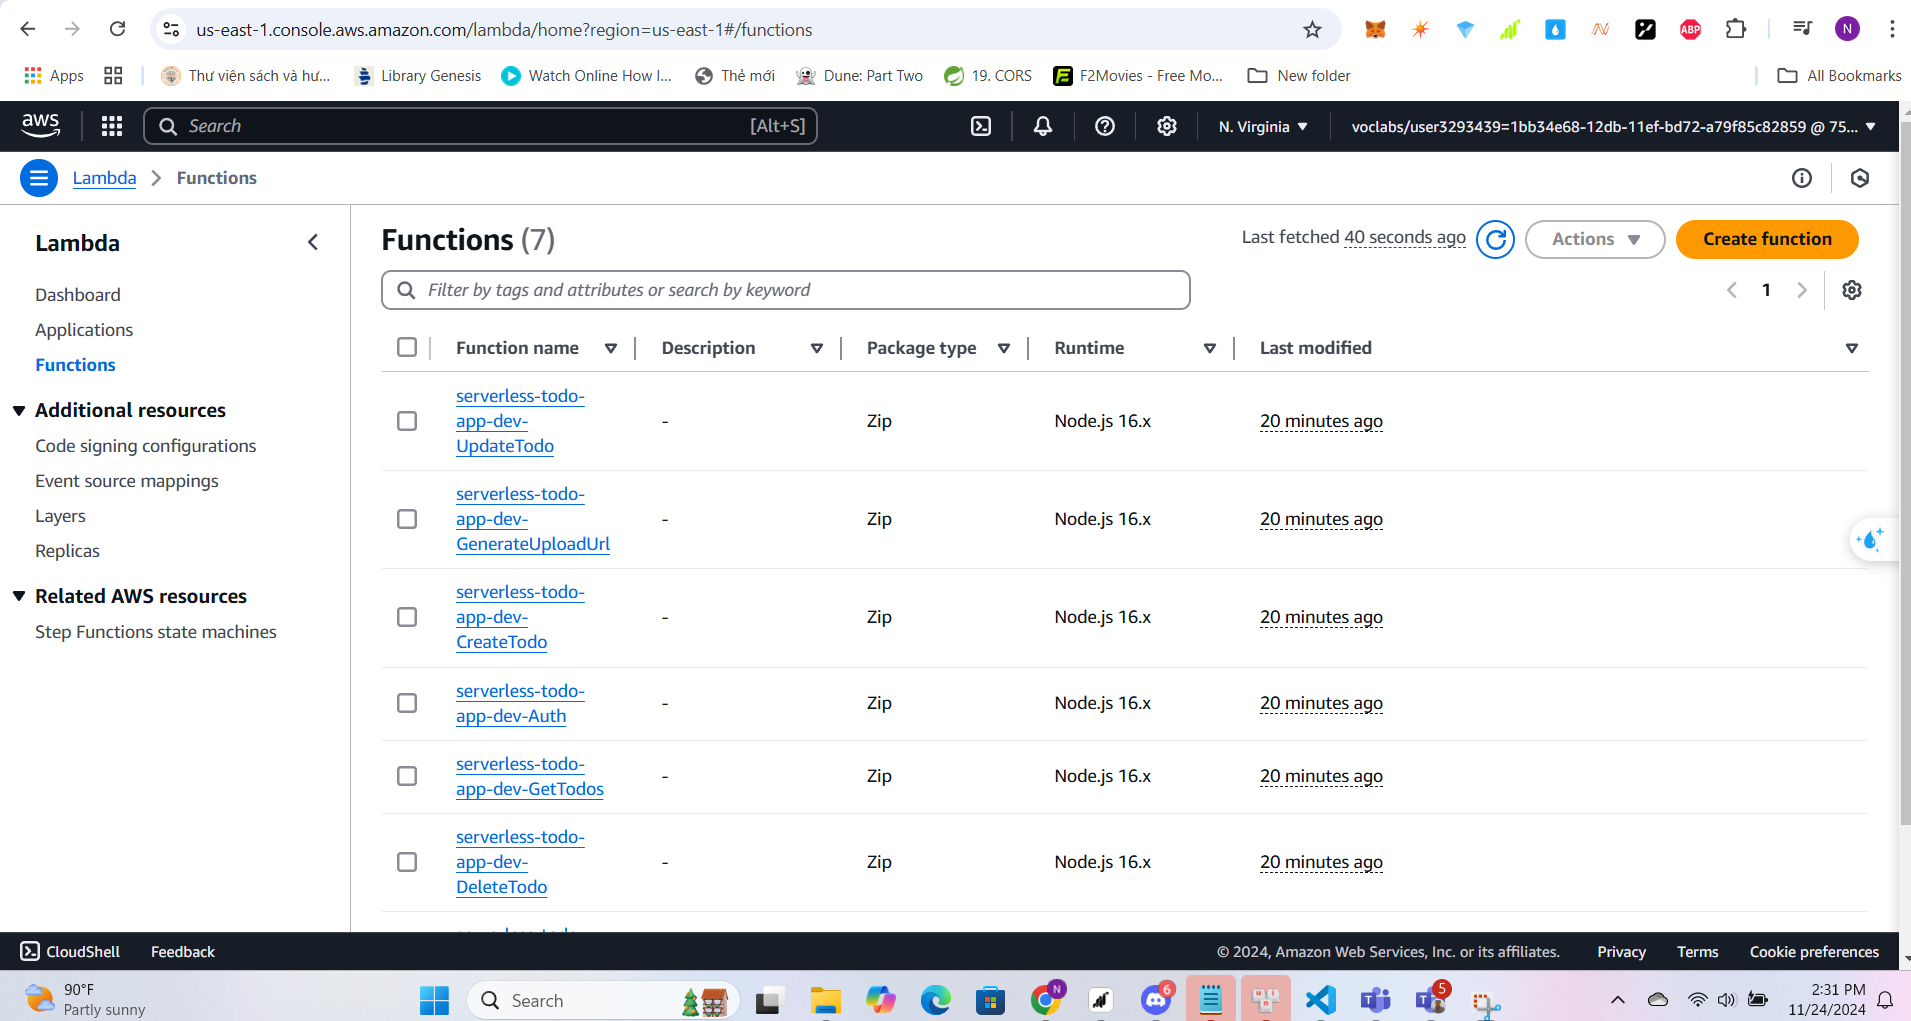 us-east-1.console.aws.amazon.com/lambda/home?region=us-east-1#/functions
ABP
N
Apps
Thư viện sách và hư...
Library Genesis
Watch Online How I...
Thẻ mới
Dune: Part Two
19. CORS
F2Movies - Free Mo...
New folder
All Bookmarks
aws
Search
[Alt+S]
N. Virginia
voclabs/user3293439=1bb34e68-12db-11ef-bd72-a79f85c82859 @ 75...
Lambda
Functions
Lambda
Dashboard
Applications
Functions
Additional resources
Code signing configurations
Event source mappings
Layers
Replicas
Related AWS resources
Step Functions state machines
Functions (7)
Last fetched 40 seconds ago
Actions
Create function
Filter by tags and attributes or search by keyword
1
Function name
Description
Package type
Runtime
Last modified
serverless-todo-
app-dev-
UpdateTodo
-
Zip
Node.js 16.x
20 minutes ago
serverless-todo-
app-dev-
GenerateUploadUrl
-
Zip
Node.js 16.x
20 minutes ago
serverless-todo-
app-dev-
CreateTodo
-
Zip
Node.js 16.x
20 minutes ago
serverless-todo-
app-dev-Auth
-
Zip
Node.js 16.x
20 minutes ago
serverless-todo-
app-dev-GetTodos
-
Zip
Node.js 16.x
20 minutes ago
serverless-todo-
app-dev-
DeleteTodo
-
Zip
Node.js 16.x
20 minutes ago
CloudShell
Feedback
© 2024, Amazon Web Services, Inc. or its affiliates.
Privacy
Terms
Cookie preferences
90°F
Partly sunny
Search
N
6
5
2:31 PM
11/24/2024